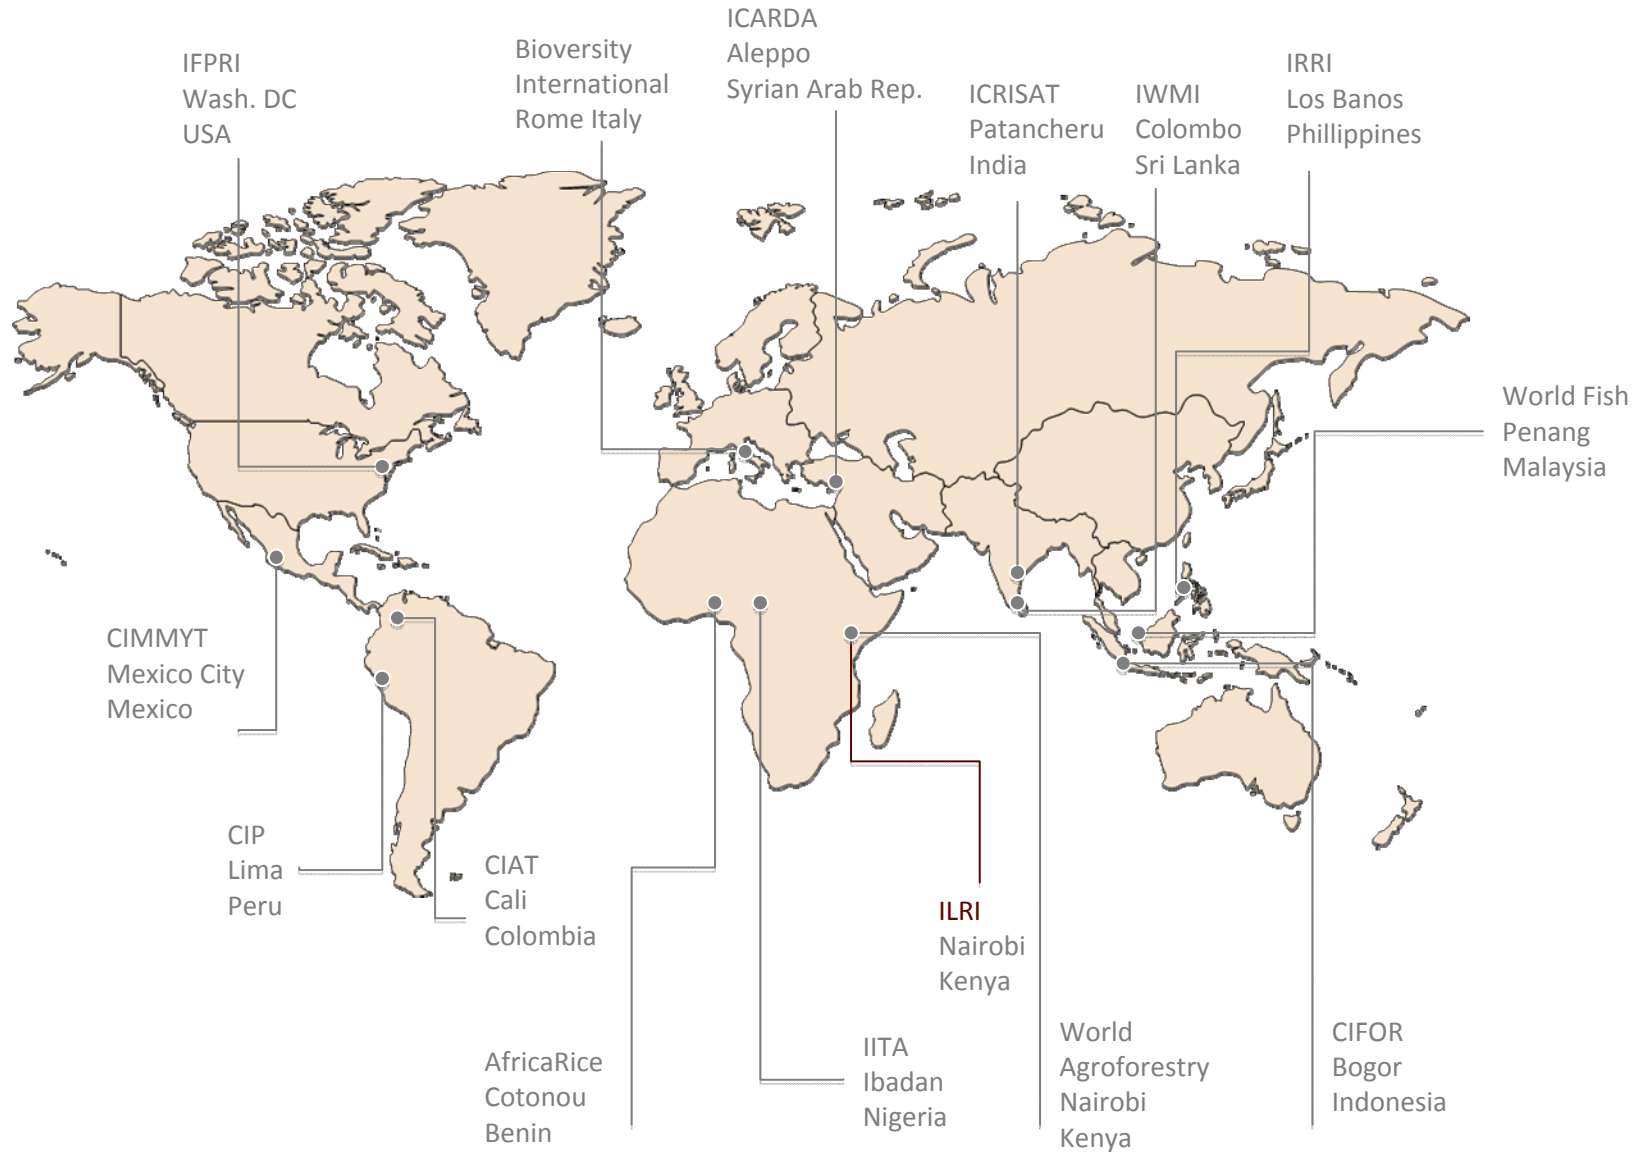 IFPRI
Wash. DC
USA
Bioversity
International
Rome Italy
ICARDA
Aleppo
Syrian Arab Rep.
ICRISAT
Patancheru
India
IWMI
Colombo
Sri Lanka
IRRI
Los Banos
Phillippines
World Fish
Penang
Malaysia
CIMMYT
Mexico City
Mexico
CIP
Lima
Peru
CIAT
Cali
Colombia
ILRI
Nairobi
Kenya
AfricaRice
Cotonou
Benin
IITA
Ibadan
Nigeria
World
Agroforestry
Nairobi
Kenya
CIFOR
Bogor
Indonesia